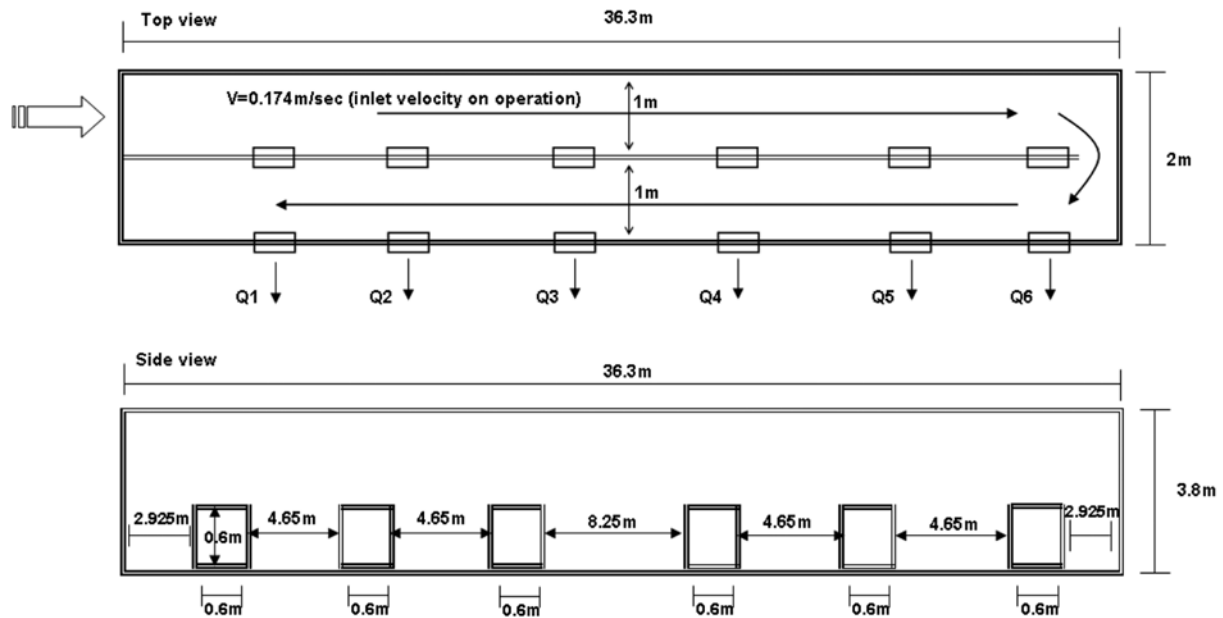 Top view
36.3m
V=0.174m/sec (inlet velocity on operation)
1m
2m
1m
Q1 Q2 Q3 Q4 Q5 Q6
Side view
36.3m
3.8m
2.925m 4.65m 4.65m 8.25m 4.65m 4.65m 2.925m
0.6m
0.6m 0.6m 0.6m 0.6m 0.6m 0.6m